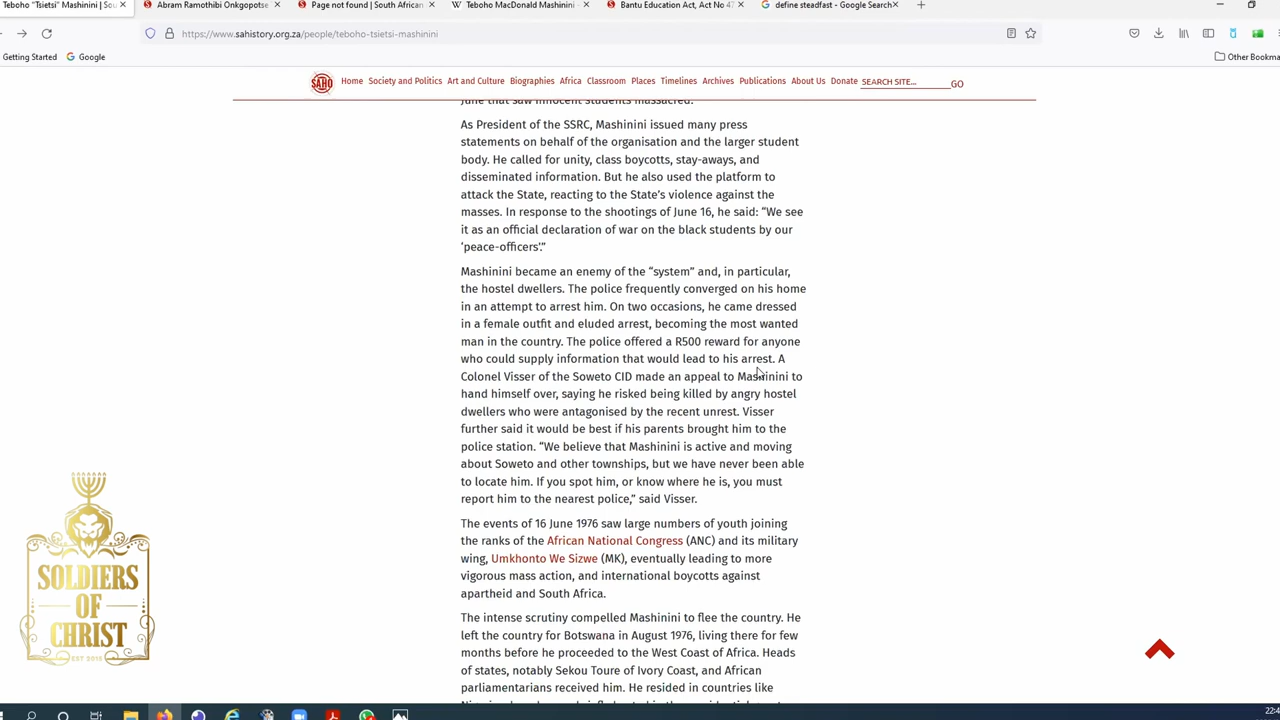 Teboho "Tsietsi" Mashinini | Sou
Abram Ramothibi Onkgopotse
Page not found | South African
Teboho MacDonald Mashinini
Bantu Education Act, Act No 47
define steadfast - Google Search
https://www.sahistory.org.za/people/teboho-tsietsi-mashinini
Getting Started
Google
Other Bookma
SAHO
Home Society and Politics Art and Culture Biographies Africa Classroom Places Timelines Archives Publications About Us Donate SEARCH SITE... GO
June that saw innocent students massacred.
As President of the SSRC, Mashinini issued many press
statements on behalf of the organisation and the larger student
body. He called for unity, class boycotts, stay-aways, and
disseminated information. But he also used the platform to
attack the State, reacting to the State's violence against the
masses. In response to the shootings of June 16, he said: “We see
it as an official declaration of war on the black students by our
‘peace-officers’.”
Mashinini became an enemy of the “system” and, in particular,
the hostel dwellers. The police frequently converged on his home
in an attempt to arrest him. On two occasions, he came dressed
in a female outfit and eluded arrest, becoming the most wanted
man in the country. The police offered a R500 reward for anyone
who could supply information that would lead to his arrest. A
Colonel Visser of the Soweto CID made an appeal to Mashinini to
hand himself over, saying he risked being killed by angry hostel
dwellers who were antagonised by the recent unrest. Visser
further said it would be best if his parents brought him to the
police station. “We believe that Mashinini is active and moving
about Soweto and other townships, but we have never been able
to locate him. If you spot him, or know where he is, you must
report him to the nearest police,” said Visser.
The events of 16 June 1976 saw large numbers of youth joining
the ranks of the African National Congress (ANC) and its military
wing, Umkhonto We Sizwe (MK), eventually leading to more
vigorous mass action, and international boycotts against
apartheid and South Africa.
The intense scrutiny compelled Mashinini to flee the country. He
left the country for Botswana in August 1976, living there for few
months before he proceeded to the West Coast of Africa. Heads
of states, notably Sekou Toure of Ivory Coast, and African
parliamentarians received him. He resided in countries like
SOLDIERS
OF
CHRIST
EST 2015
22:4